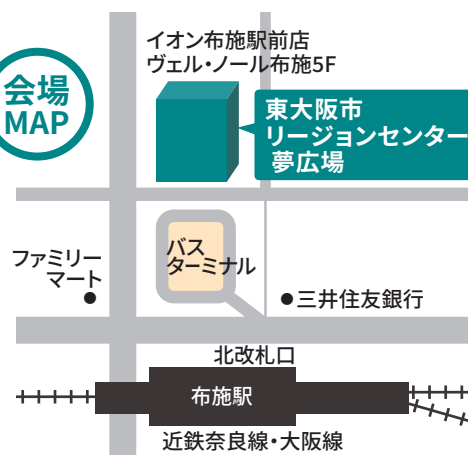 会場
MAP
イオン布施駅前店
ヴェル・ノール布施5F
東大阪市
リージョンセンター
夢広場
バス
ターミナル
ファミリー
マート
●三井住友銀行
北改札口
布施駅
近鉄奈良線・大阪線